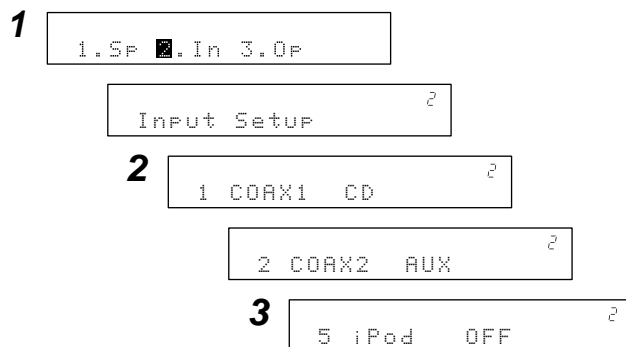 1
1.Sp 2.In 3.Op
2
Input Setup
2
2
1 COAX1 CD
2
2 COAX2 AUX
3
2
5 iPod OFF